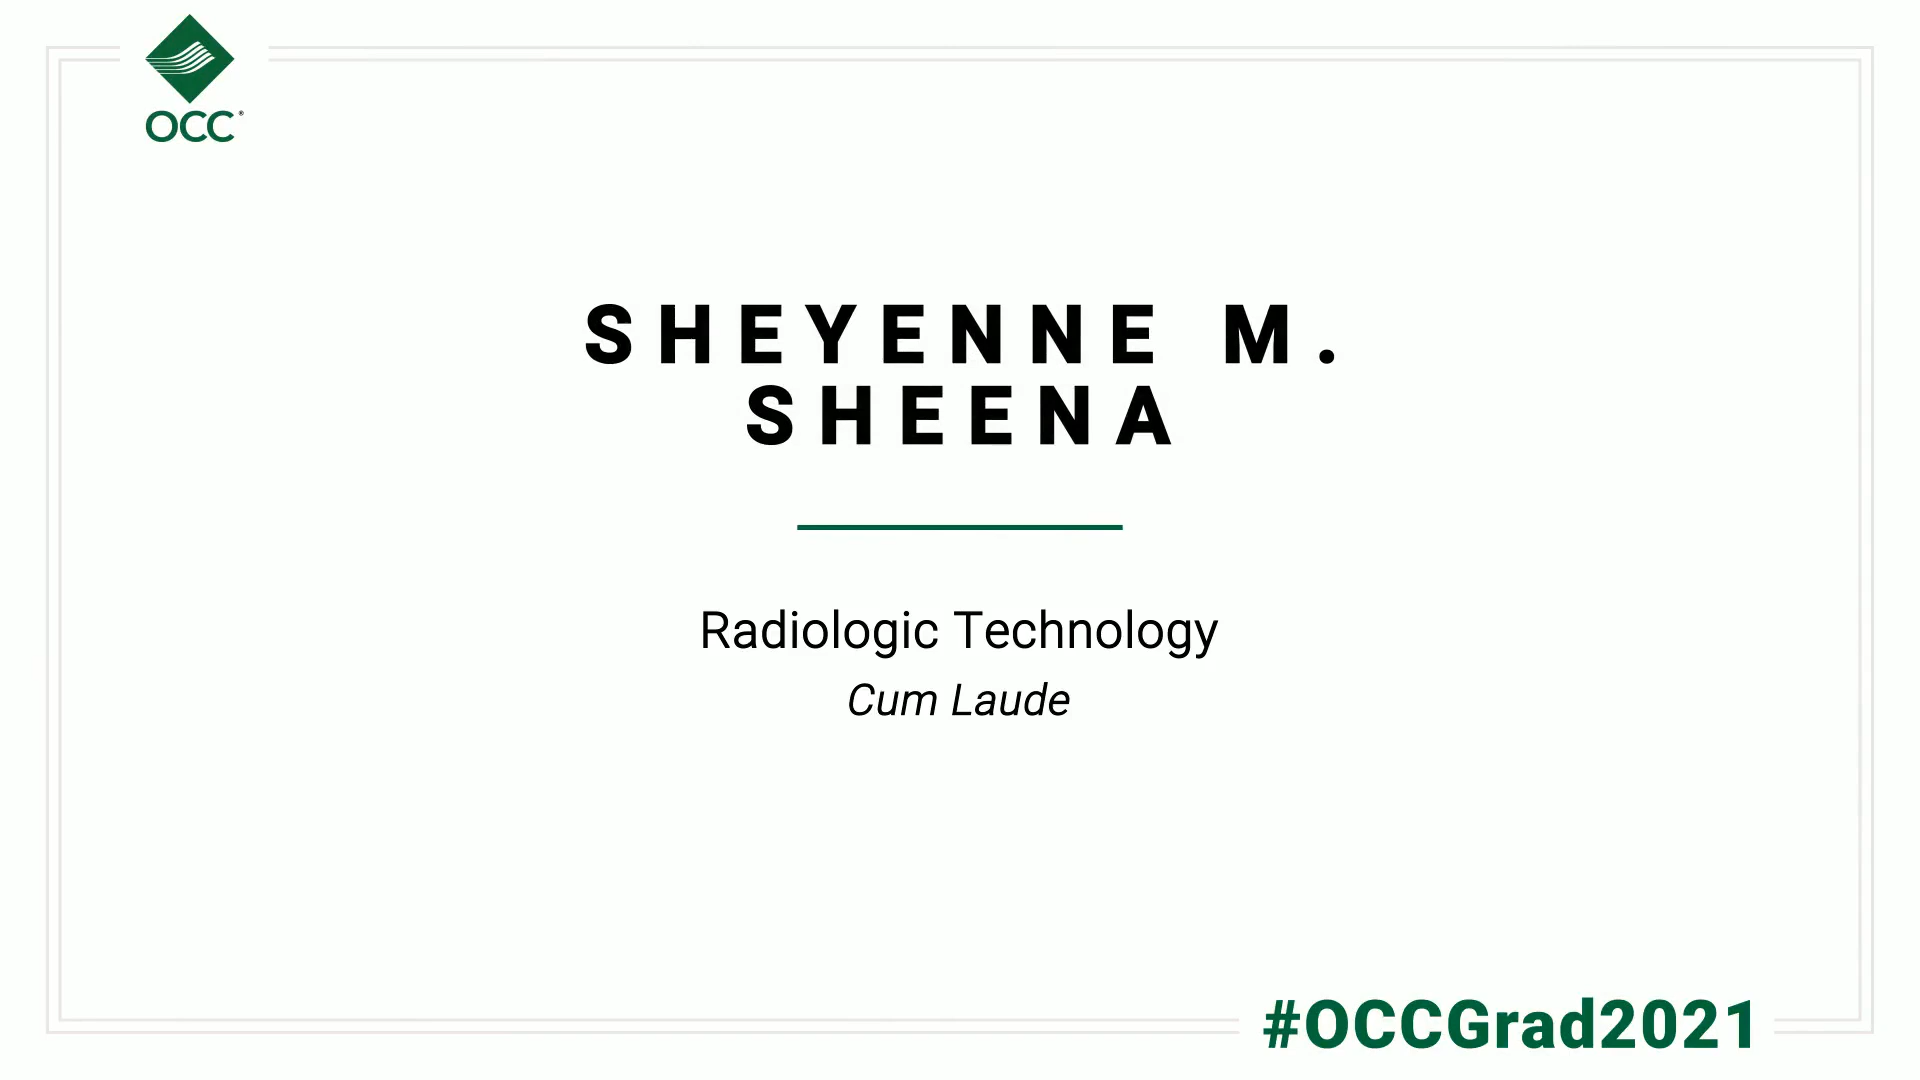 OCC®
SHEYENNE M.
SHEENA
Radiologic Technology
Cum Laude
#OCCGrad2021